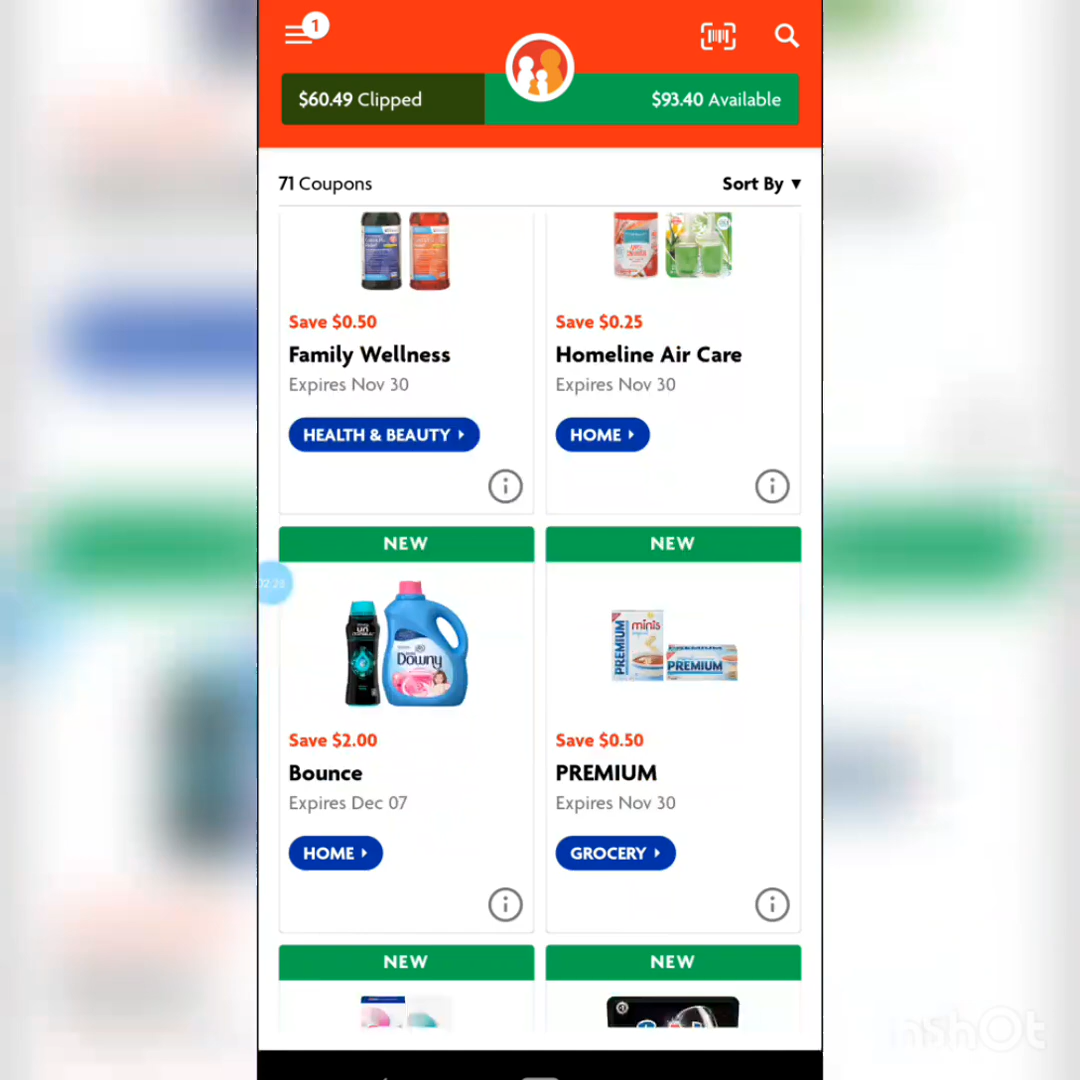 1
$60.49 Clipped
$93.40 Available
71 Coupons
Sort By ▼
Save $0.50
Family Wellness
Expires Nov 30
HEALTH & BEAUTY
Save $0.25
Homeline Air Care
Expires Nov 30
HOME
NEW
Downy
Save $2.00
Bounce
Expires Dec 07
HOME
NEW
PREMIUM
minis
PREMIUM
Save $0.50
PREMIUM
Expires Nov 30
GROCERY
NEW
NEW